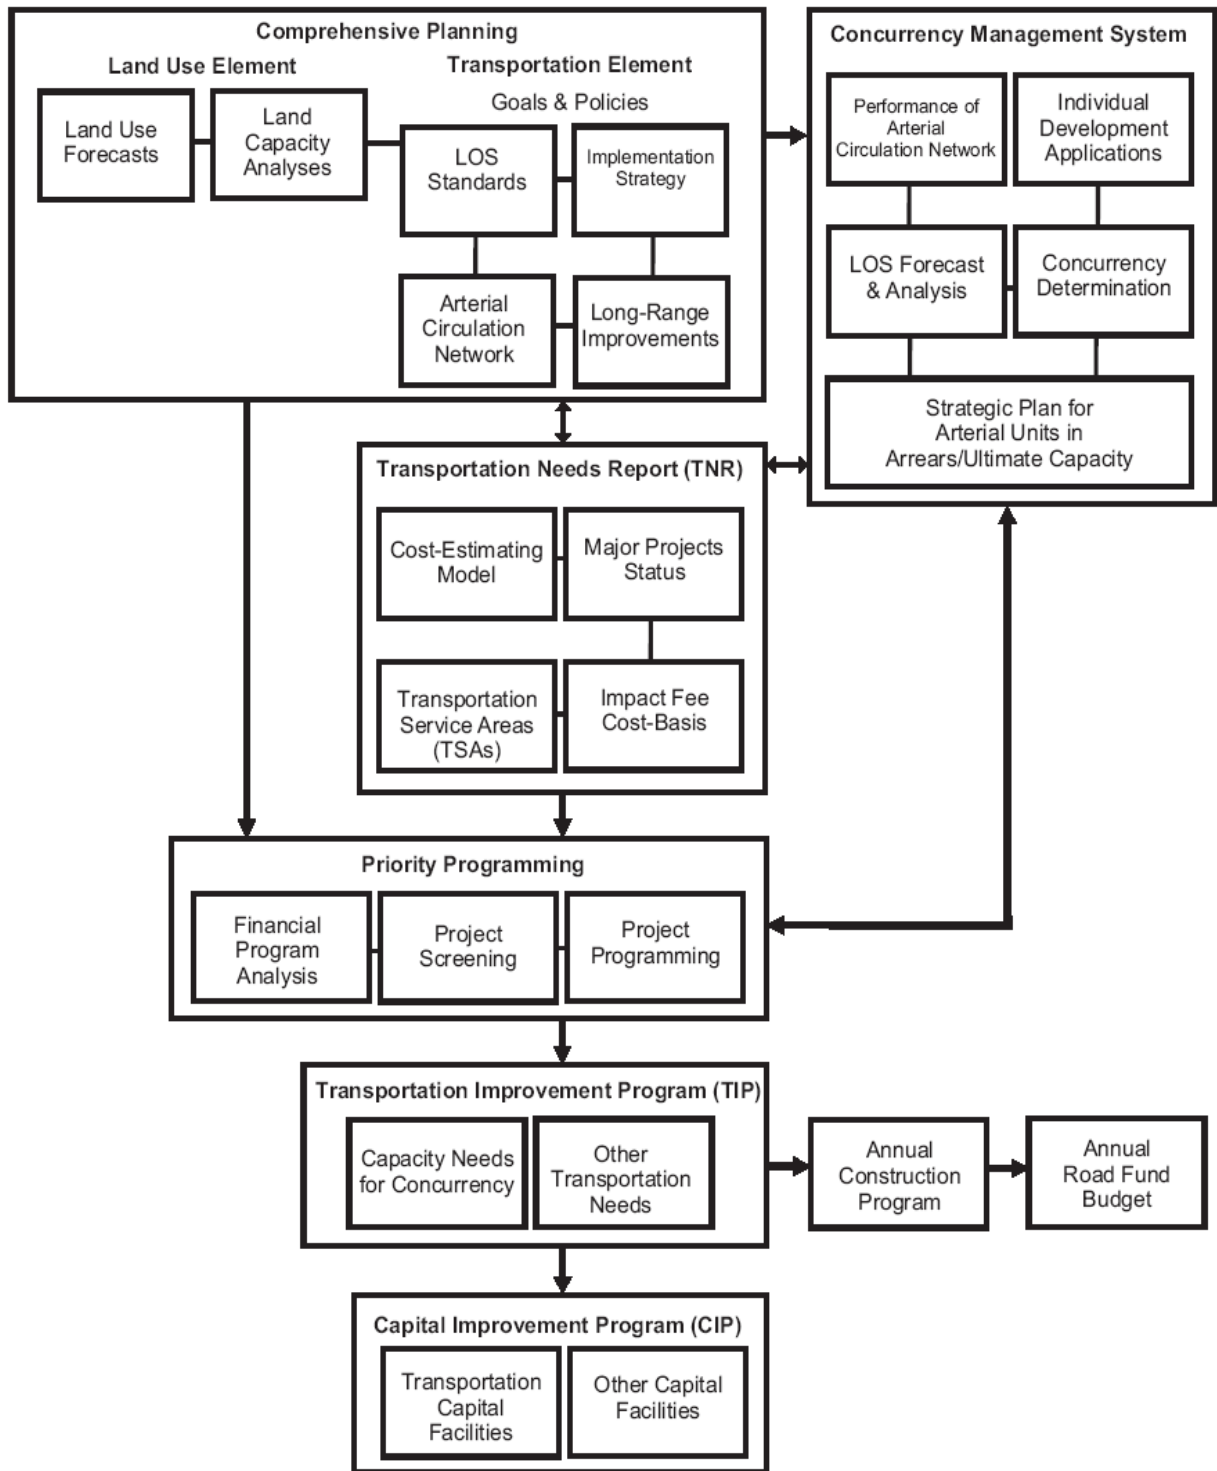 Comprehensive Planning
Land Use Element
Transportation Element
Goals & Policies
Land Use
Forecasts
Land
Capacity
Analyses
LOS
Standards
Implementation
Strategy
Arterial
Circulation
Network
Long-Range
Improvements
Concurrency Management System
Performance of
Arterial
Circulation Network
Individual
Development
Applications
LOS Forecast
& Analysis
Concurrency
Determination
Strategic Plan for
Arterial Units in
Arrears/Ultimate Capacity
Transportation Needs Report (TNR)
Cost-Estimating
Model
Major Projects
Status
Transportation
Service Areas
(TSAs)
Impact Fee
Cost-Basis
Priority Programming
Financial
Program
Analysis
Project
Screening
Project
Programming
Transportation Improvement Program (TIP)
Capacity Needs
for Concurrency
Other
Transportation
Needs
Annual
Construction
Program
Annual
Road Fund
Budget
Capital Improvement Program (CIP)
Transportation
Capital
Facilities
Other Capital
Facilities